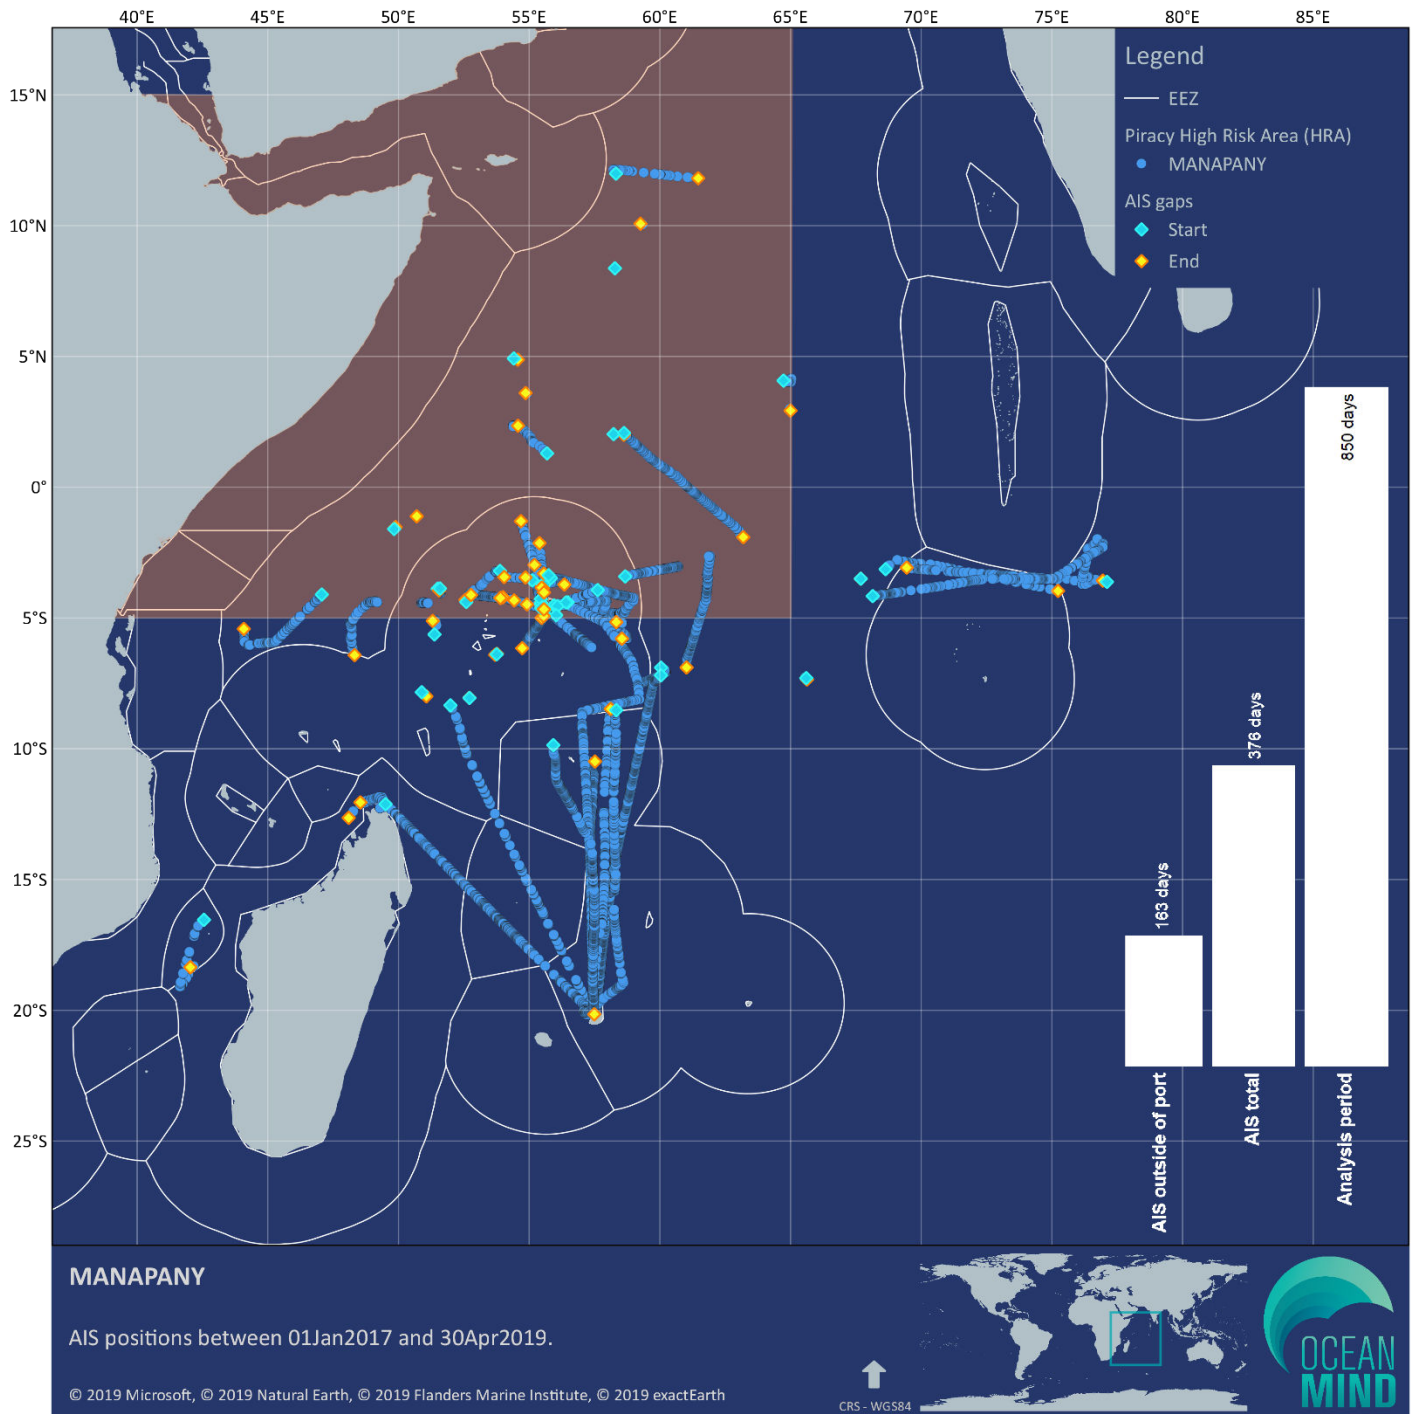 40°E 45°E 50°E 55°E 60°E 65°E 70°E 75°E 80°E 85°E
Legend
EEZ
Piracy High Risk Area (HRA)
MANAPANY
AIS gaps
Start
End
15°N
10°N
5°N
0°
5°S
10°S
15°S
20°S
25°S
163 days
376 days
850 days
AIS outside of port
AIS total
Analysis period
MANAPANY
AIS positions between 01Jan2017 and 30Apr2019.
© 2019 Microsoft, © 2019 Natural Earth, © 2019 Flanders Marine Institute, © 2019 exactEarth
CRS - WGS84
OCEAN
MIND